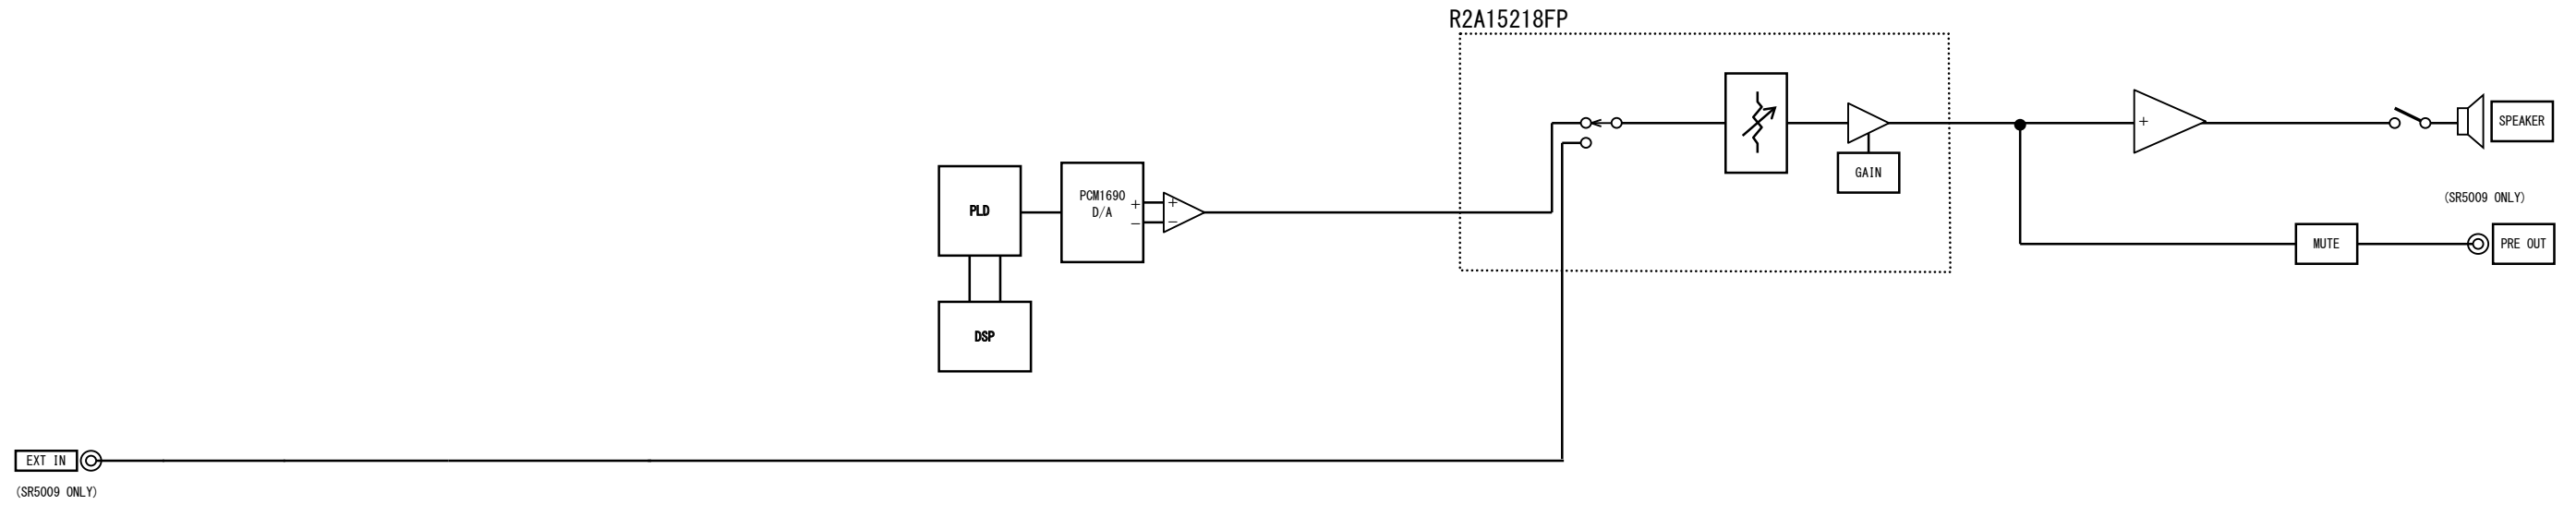 R2A15218FP
SPEAKER
GAIN
PCM1690
D/A
+
+
+
-
-
PLD
(SR5009 ONLY)
MUTE
PRE OUT
DSP
EXT IN
(SR5009 ONLY)